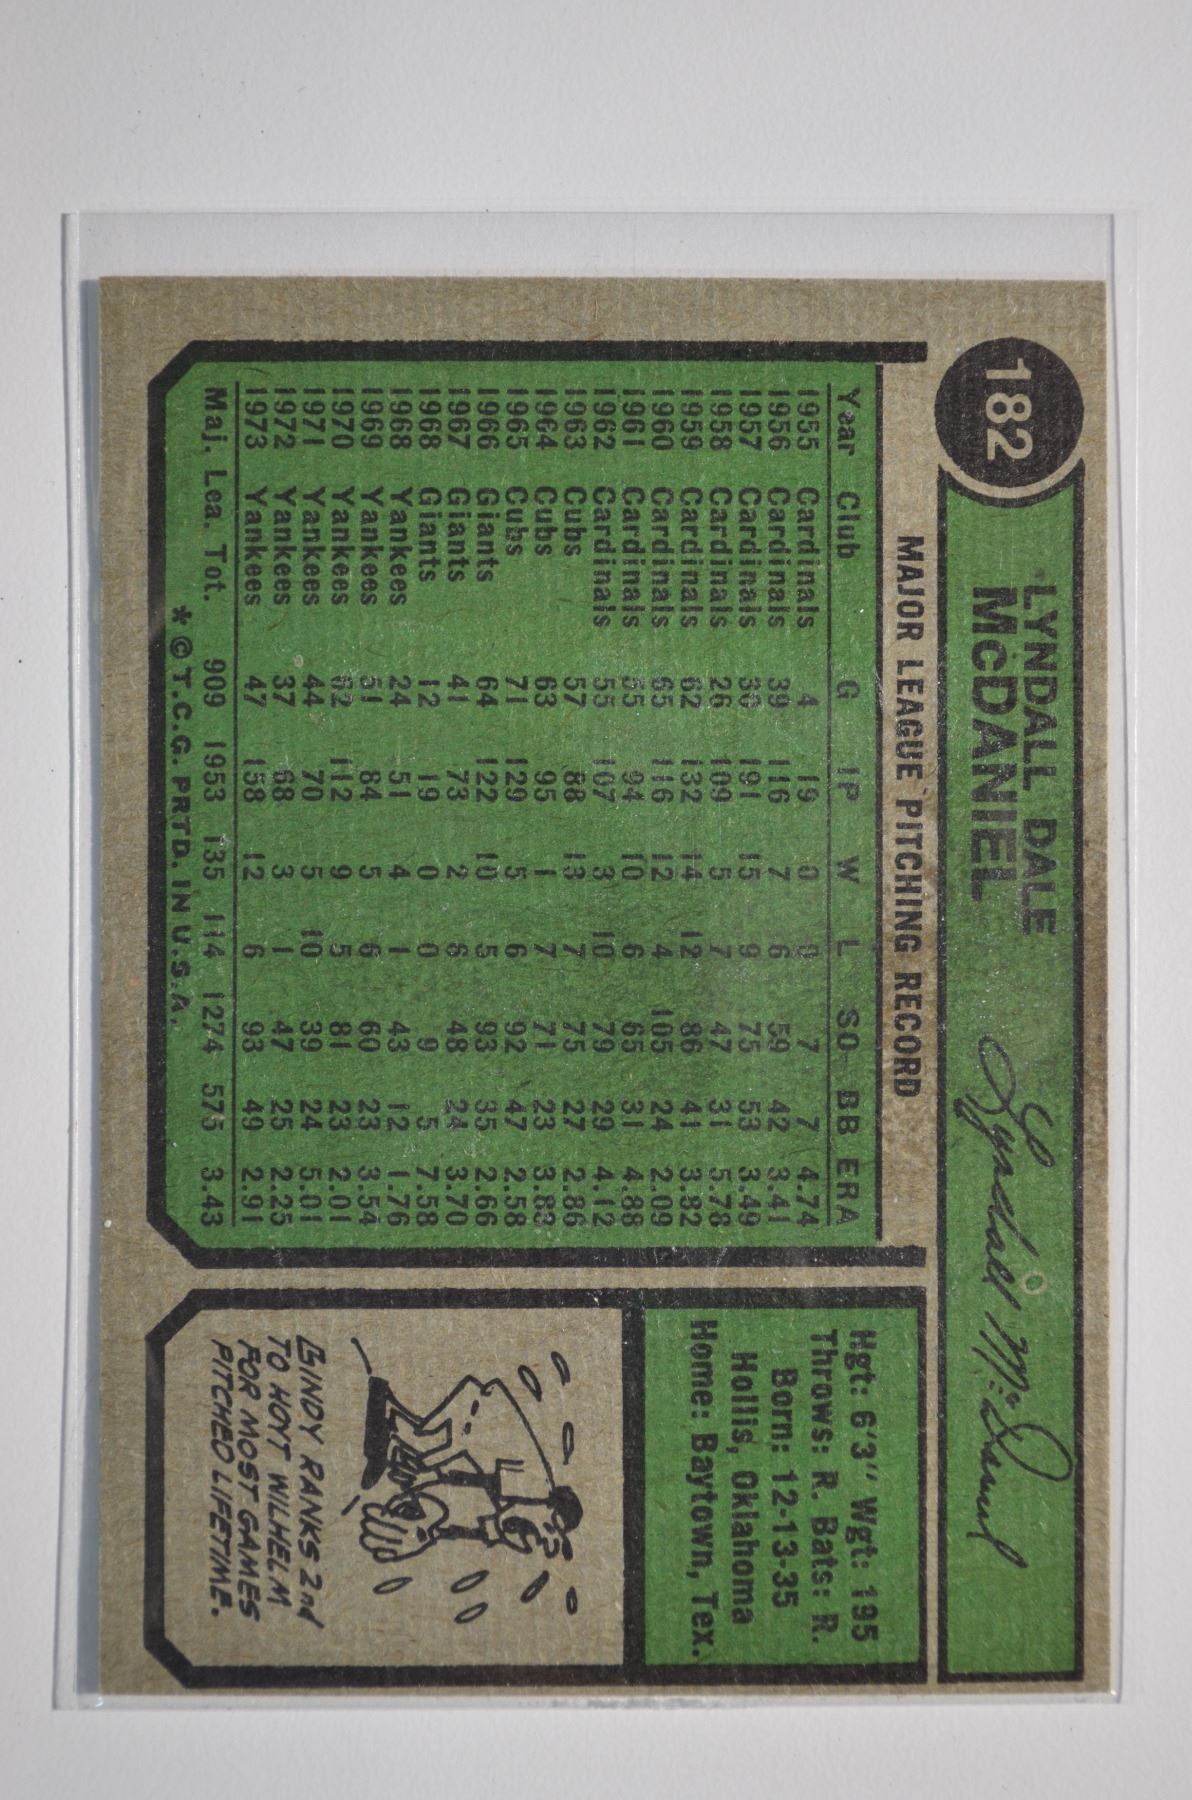 182
LYNDALL DALE
McDANIEL
Lyndall McDaniel
MAJOR LEAGUE PITCHING RECORD
Year Club G IP W L SO BB ERA
1955 Cardinals 4 19 0 0 7 7 4.74
1956 Cardinals 39 116 7 6 59 42 3.41
1957 Cardinals 30 191 15 9 75 53 3.49
1958 Cardinals 26 109 5 7 47 31 5.78
1959 Cardinals 62 132 14 12 86 41 3.82
1960 Cardinals 65 116 12 4 105 24 2.09
1961 Cardinals 55 94 10 6 65 31 4.88
1962 Cardinals 55 107 3 10 79 29 4.12
1963 Cubs 57 88 13 7 75 27 2.86
1964 Cubs 63 95 1 7 71 23 3.83
1965 Cubs 71 129 5 6 92 47 2.58
1966 Giants 64 122 10 5 93 35 2.66
1967 Giants 41 73 2 6 48 24 3.70
1968 Giants 12 19 0 0 9 5 7.58
1968 Yankees 24 51 4 1 43 12 1.76
1969 Yankees 51 84 5 6 60 23 3.54
1970 Yankees 62 112 9 5 81 23 2.01
1971 Yankees 44 70 5 10 39 24 5.01
1972 Yankees 37 68 3 1 47 25 2.25
1973 Yankees 47 158 12 6 93 49 2.91
Maj. Lea. Tot. 909 1953 135 114 1274 575 3.43
* © T.C.G. PRTD. IN U.S.A.
Hgt: 6'3" Wgt: 195
Throws: R. Bats: R.
Born: 12-13-35
Hollis, Oklahoma
Home: Baytown, Tex.
BINDY RANKS 2nd
TO HOYT WILHELM
FOR MOST GAMES
PITCHED LIFETIME.